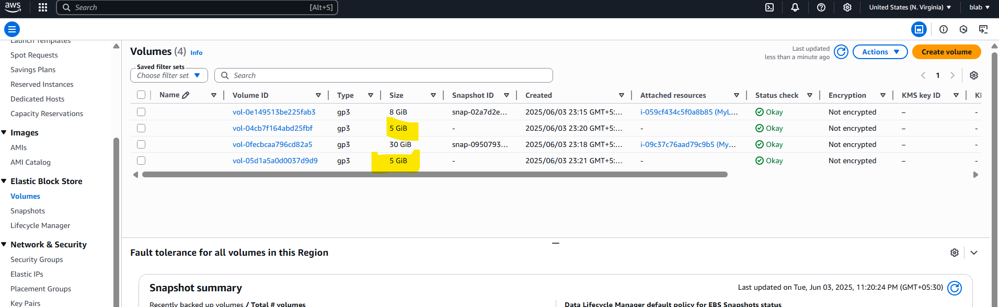 aws
Search [Alt+S]
United States (N. Virginia)
blab
Launch Templates
Spot Requests
Savings Plans
Reserved Instances
Dedicated Hosts
Capacity Reservations
Images
AMIs
AMI Catalog
Elastic Block Store
Volumes
Snapshots
Lifecycle Manager
Network & Security
Security Groups
Elastic IPs
Placement Groups
Key Pairs
Volumes (4) Info
Last updated
less than a minute ago
Actions
Create volume
Saved filter sets
Choose filter set
Search
1
Name Volume ID Type Size Snapshot ID Created Attached resources Status check Encryption KMS key ID
vol-0e149513be225fab3 gp3 8 GiB snap-02a7d2e... 2025/06/03 23:15 GMT+5:... i-059cf434c5f0a8b85 (MyL... Okay Not encrypted – -
vol-04cb7f164abd25fbf gp3 5 GiB - 2025/06/03 23:20 GMT+5:... - Okay Not encrypted – -
vol-0fecbcaa796cd82a5 gp3 30 GiB snap-0950793... 2025/06/03 23:18 GMT+5:... i-09c37c76aad79c9b5 (My... Okay Not encrypted – -
vol-05d1a5a0d0037d9d9 gp3 5 GiB - 2025/06/03 23:21 GMT+5:... - Okay Not encrypted – -
Fault tolerance for all volumes in this Region
Snapshot summary
Last updated on Tue, Jun 03, 2025, 11:20:24 PM (GMT+05:30)
Recently backed up volumes / Total # volumes
Data Lifecycle Manager default policy for EBS Snapshots status